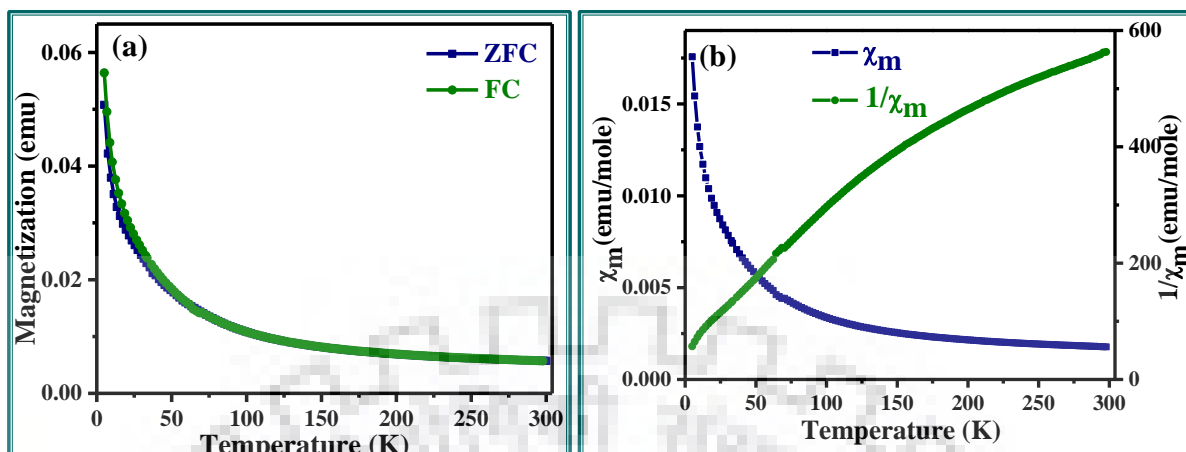 (a)
ZFC
FC
Magnetization (emu)
0.06
0.04
0.02
0.00
0 50 100 150 200 250 300
Temperature (K)
(b)
χm
1/χm
χm(emu/mole)
0.015
0.010
0.005
0.000
600
400
200
0
1/χm(emu/mole)
0 50 100 150 200 250 300
Temperature (K)